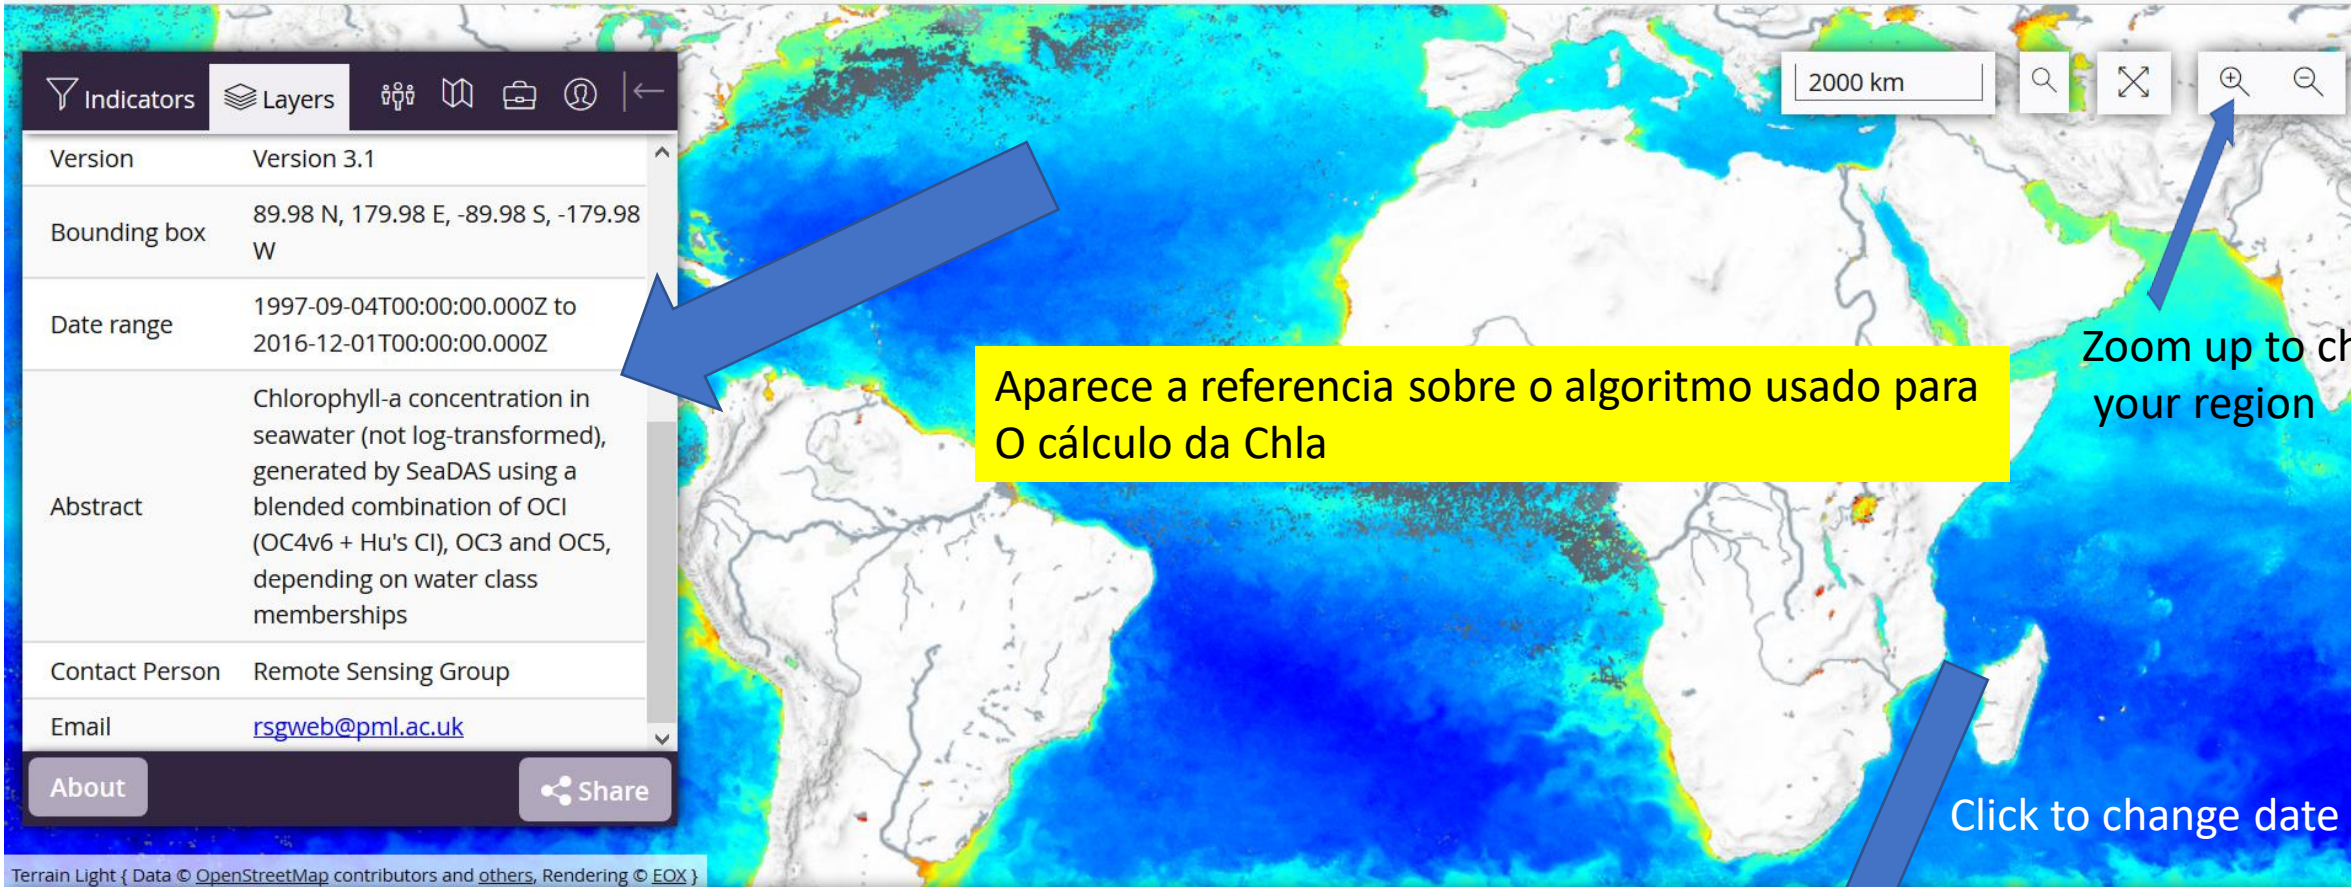 Indicators Layers
Version Version 3.1
Bounding box 89.98 N, 179.98 E, -89.98 S, -179.98
W
Date range 1997-09-04T00:00:00.000Z to
2016-12-01T00:00:00.000Z
Abstract Chlorophyll-a concentration in
seawater (not log-transformed),
generated by SeaDAS using a
blended combination of OCI
(OC4v6 + Hu's CI), OC3 and OC5,
depending on water class
memberships
Contact Person Remote Sensing Group
Email rsgweb@pml.ac.uk
About Share
Terrain Light { Data © OpenStreetMap contributors and others, Rendering © EOX }
2000 km
Aparece a referencia sobre o algoritmo usado para
O cálculo da Chla
Zoom up to ch
your region
Click to change date